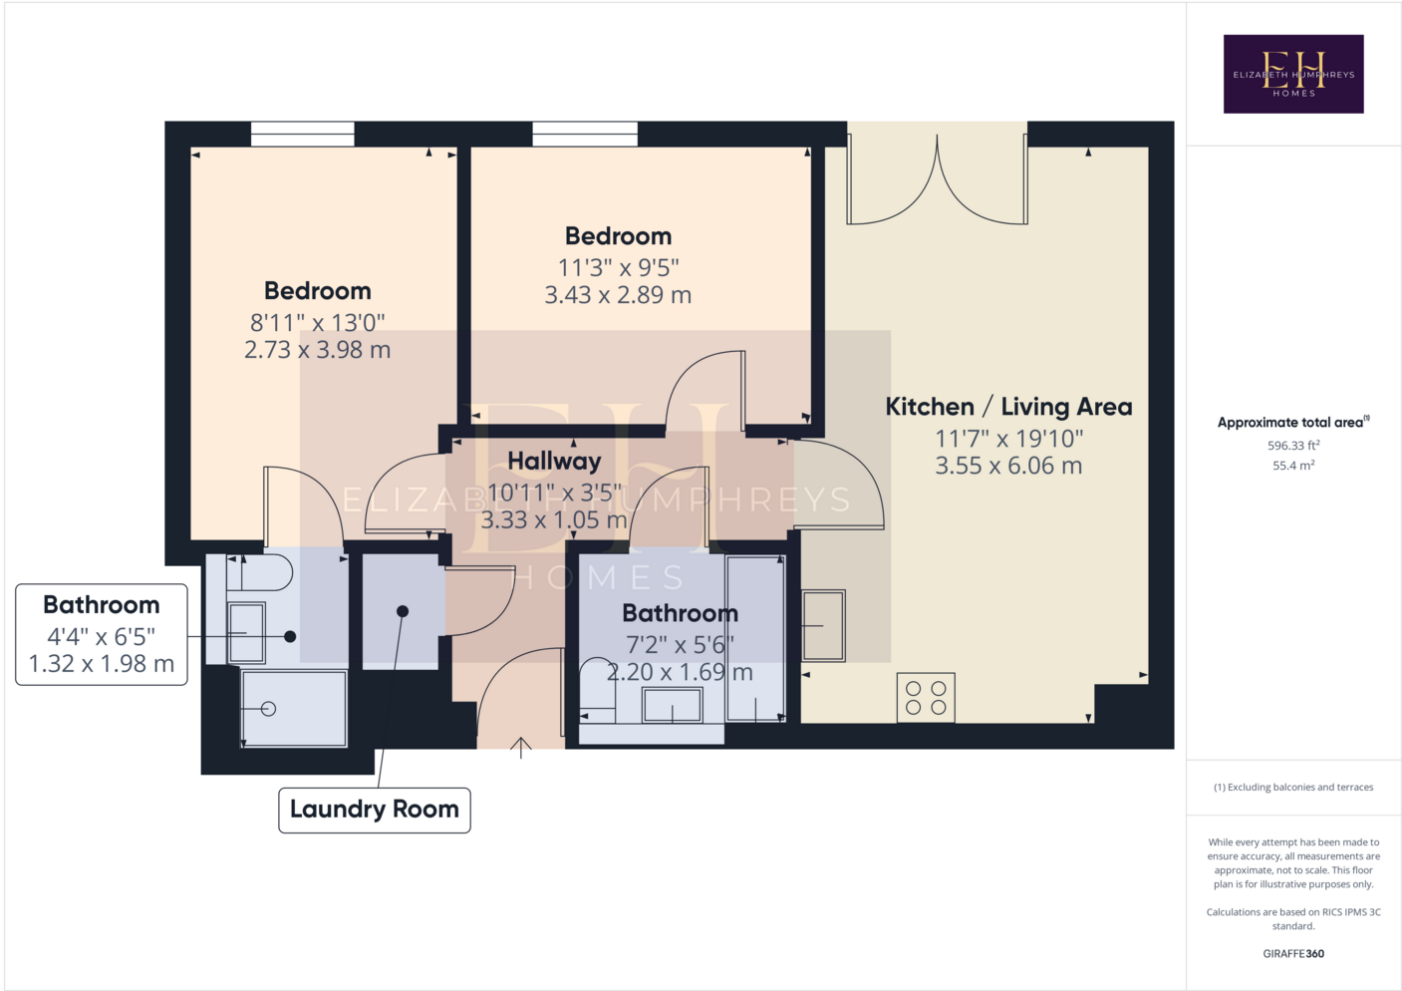 EH
ELIZABETH HUMPHREYS
HOMES
Bedroom
8'11" x 13'0"
2.73 x 3.98 m
Bedroom
11'3" x 9'5"
3.43 x 2.89 m
Kitchen / Living Area
11'7" x 19'10"
3.55 x 6.06 m
Hallway
10'11" x 3'5"
3.33 x 1.05 m
EH
ELIZABETH HUMPHREYS
HOMES
Bathroom
4'4" x 6'5"
1.32 x 1.98 m
Bathroom
7'2" x 5'6"
2.20 x 1.69 m
Laundry Room
Approximate total area(1)
596.33 ft²
55.4 m²
(1) Excluding balconies and terraces
While every attempt has been made to
ensure accuracy, all measurements are
approximate, not to scale. This floor
plan is for illustrative purposes only.
Calculations are based on RICS IPMS 3C
standard.
GIRAFFE360